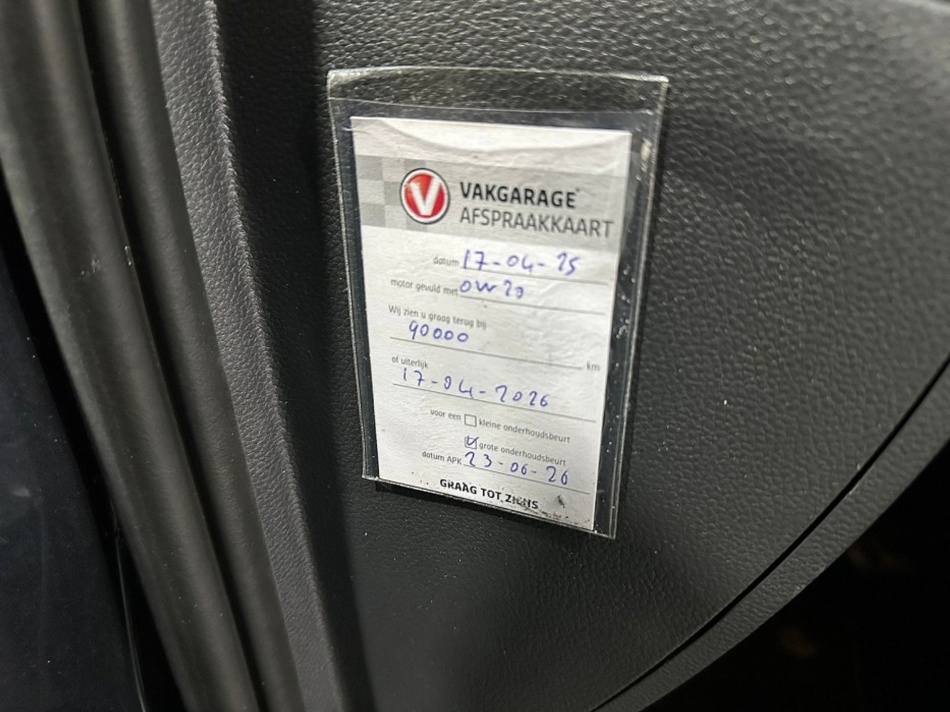 V VAKGARAGE
AFSPRAAKKAART
datum 17-04-25
motor gevuld met 0W20
Wij zien u graag terug bij
90000 km
of uiterlijk
17-04-2026
voor een kleine onderhoudsbeurt
grote onderhoudsbeurt
datum APK 23-06-26
GRAAG TOT ZIENS